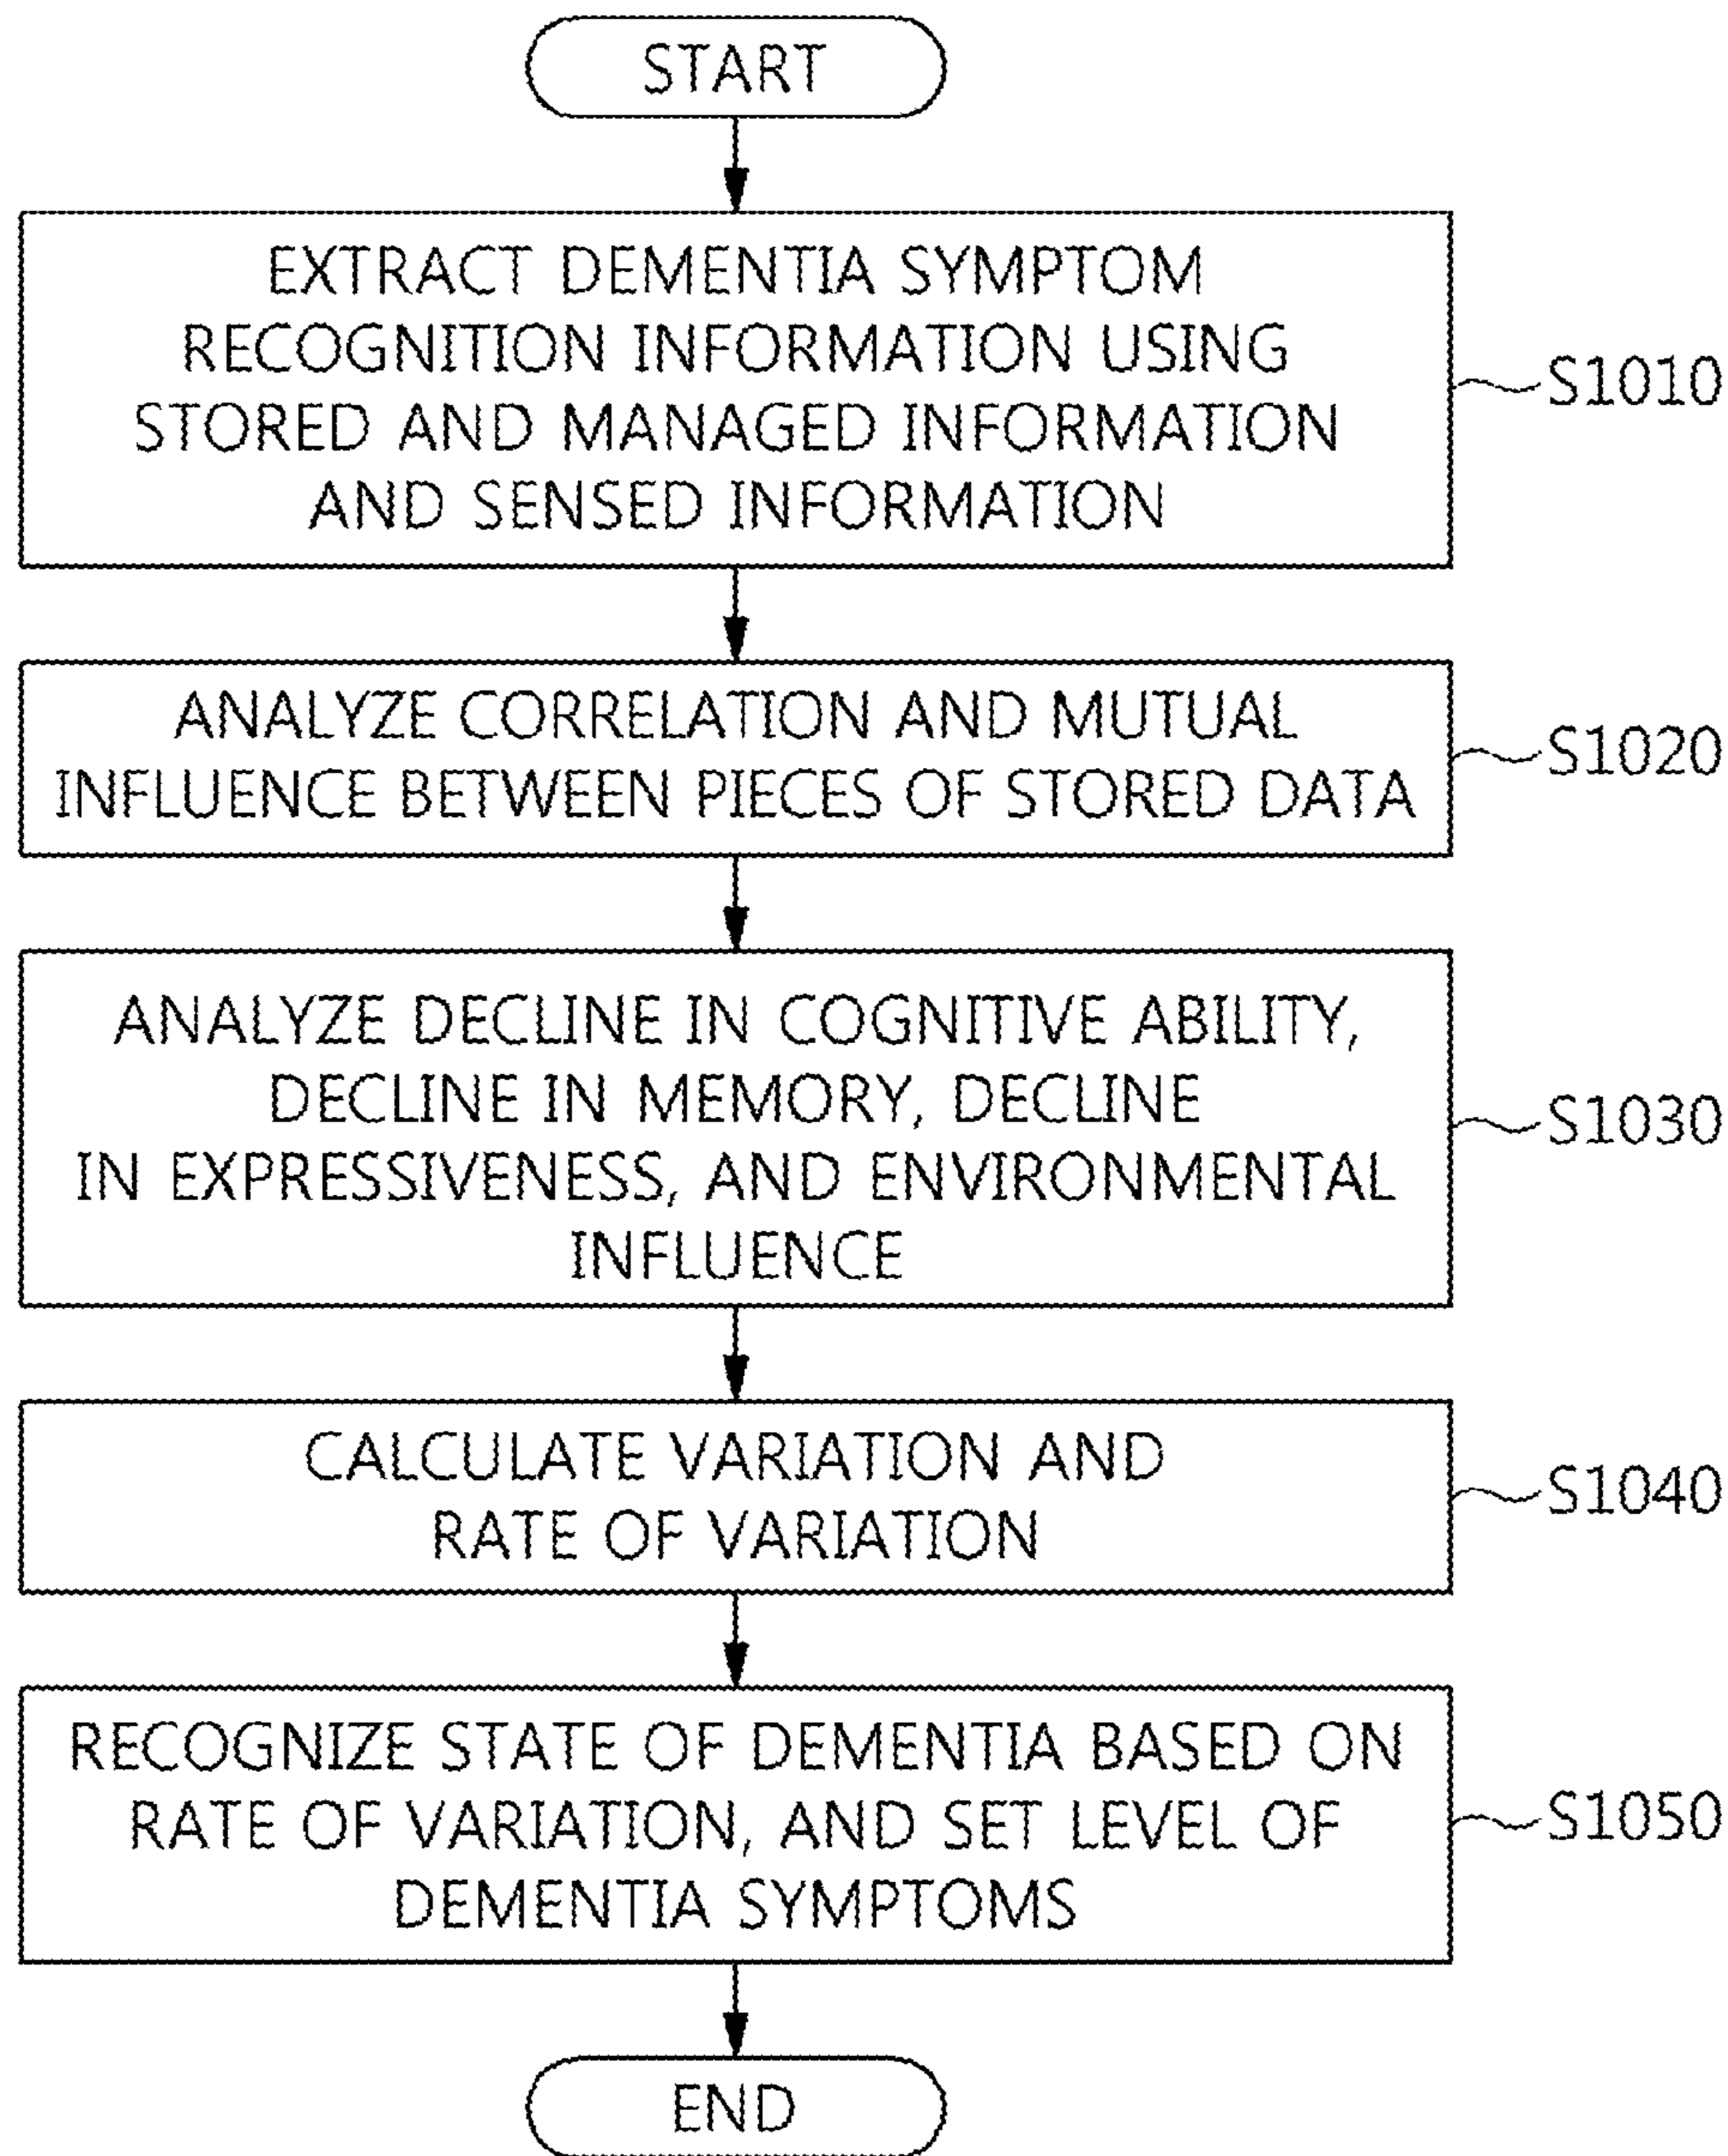 START
EXTRACT DEMENTIA SYMPTOM
RECOGNITION INFORMATION USING
STORED AND MANAGED INFORMATION
AND SENSED INFORMATION
S1010
ANALYZE CORRELATION AND MUTUAL
INFLUENCE BETWEEN PIECES OF STORED DATA
S1020
ANALYZE DECLINE IN COGNITIVE ABILITY,
DECLINE IN MEMORY, DECLINE
IN EXPRESSIVENESS, AND ENVIRONMENTAL
INFLUENCE
S1030
CALCULATE VARIATION AND
RATE OF VARIATION
S1040
RECOGNIZE STATE OF DEMENTIA BASED ON
RATE OF VARIATION, AND SET LEVEL OF
DEMENTIA SYMPTOMS
S1050
END